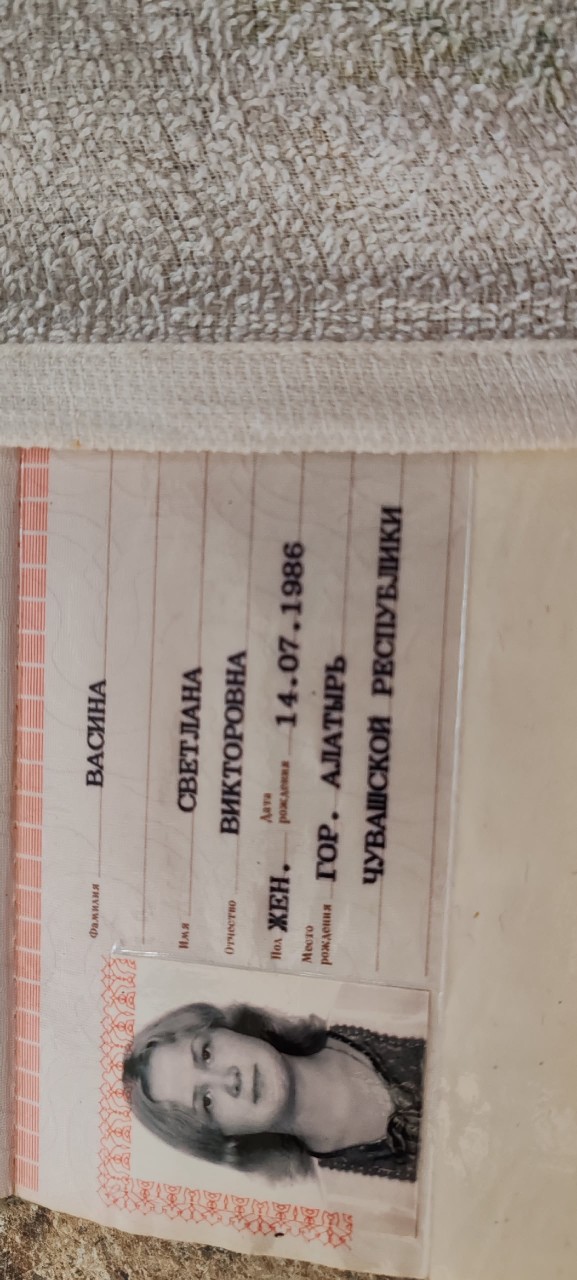 Фамилия ВАСИНА
Имя СВЕТЛАНА
Отчество ВИКТОРОВНА
Пол ЖЕН. Дата рождения 14.07.1986
Место рождения ГОР. АЛАТЫРЬ
ЧУВАШСКОЙ РЕСПУБЛИКИ